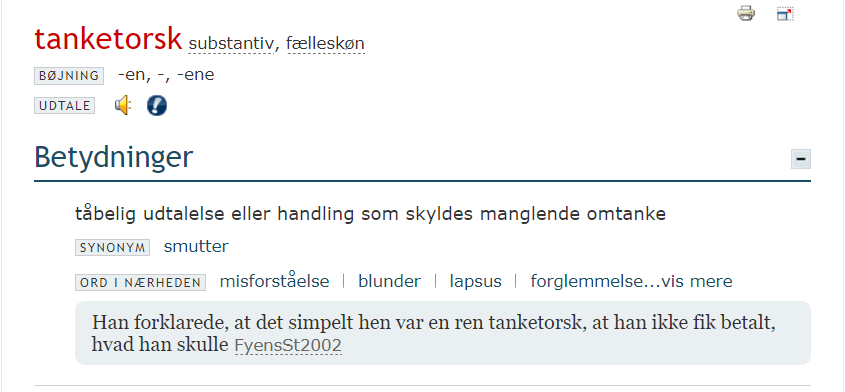 tanketorsk substantiv, fælleskøn
BØJNING -en, -, -ene
UDTALE
Betydninger
tåbelig udtalelse eller handling som skyldes manglende omtanke
SYNONYM smutter
ORD I NÆRHEDEN misforståelse | blunder | lapsus | forglemmelse...vis mere
Han forklarede, at det simpelt hen var en ren tanketorsk, at han ikke fik betalt,
hvad han skulle FyensSt2002